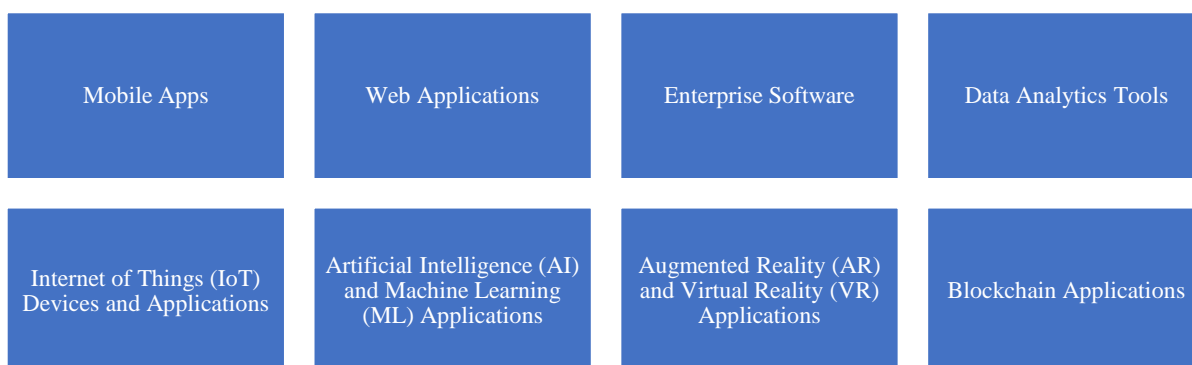 Mobile Apps
Web Applications
Enterprise Software
Data Analytics Tools
Internet of Things (IoT)
Devices and Applications
Artificial Intelligence (AI)
and Machine Learning
(ML) Applications
Augmented Reality (AR)
and Virtual Reality (VR)
Applications
Blockchain Applications